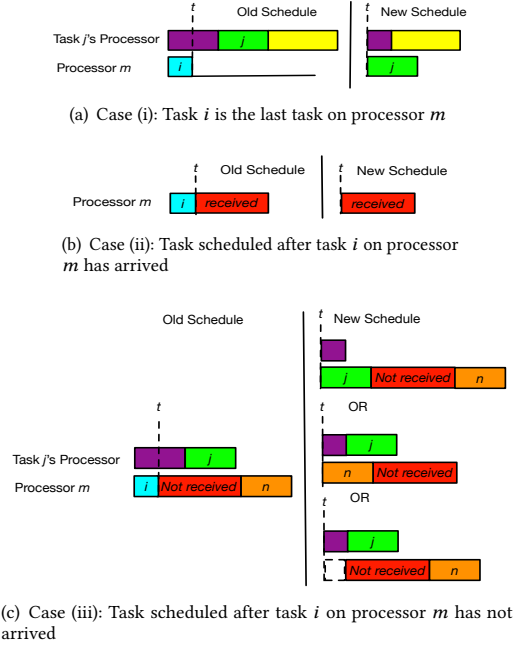 t
Old Schedule
New Schedule
t
Task j's Processor
j
Processor m
i
j
(a) Case (i): Task i is the last task on processor m
t
Old Schedule
t
New Schedule
Processor m
i
received
received
(b) Case (ii): Task scheduled after task i on processor
m has arrived
Old Schedule
t
New Schedule
j
Not received
n
t
OR
t
Task j's Processor
j
j
Processor m
i
Not received
n
n
Not received
t
OR
j
Not received
n
(c) Case (iii): Task scheduled after task i on processor m has not
arrived